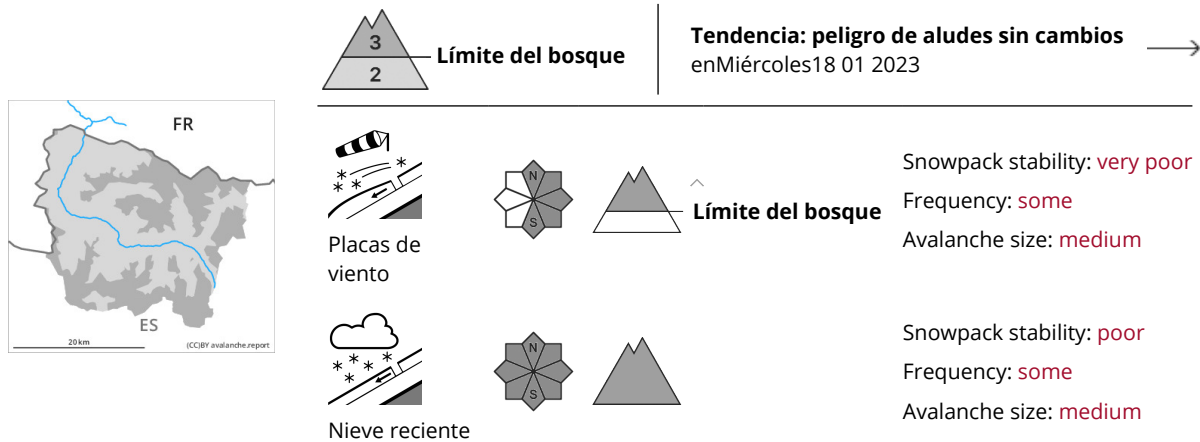 FR
ES
20 km
(CC)BY avalanche.report
3
2
Límite del bosque
Tendencia: peligro de aludes sin cambios
enMiércoles18 01 2023
N
S
Límite del bosque
Placas de
viento
Snowpack stability: very poor
Frequency: some
Avalanche size: medium
N
S
Nieve reciente
Snowpack stability: poor
Frequency: some
Avalanche size: medium